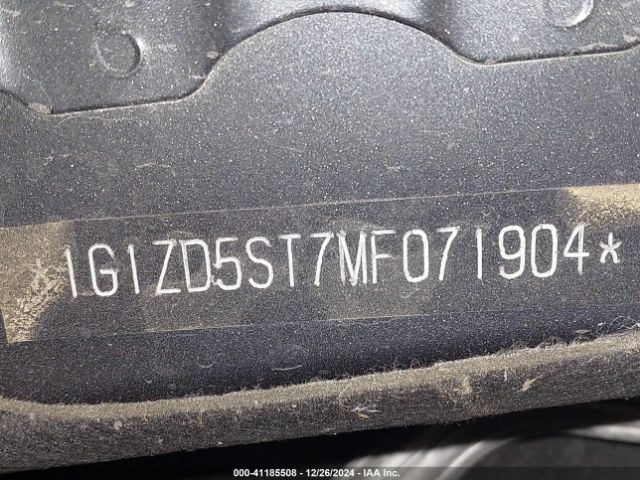 *1G1ZD5ST7MF071904*
000-41185508 - 12/26/2024 - IAA Inc.